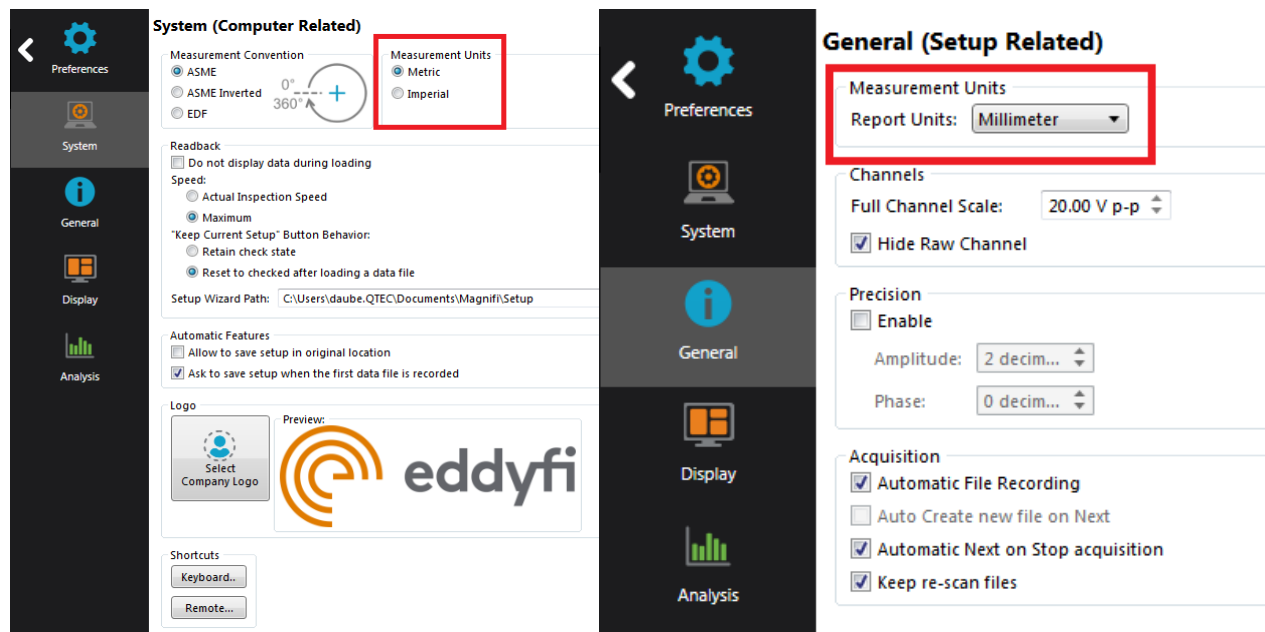 Preferences
System
General
Display
Analysis
System (Computer Related)
Measurement Convention
ASME
ASME Inverted
EDF
0°
360°
Measurement Units
Metric
Imperial
Readback
Do not display data during loading
Speed:
Actual Inspection Speed
Maximum
"Keep Current Setup" Button Behavior:
Retain check state
Reset to checked after loading a data file
Setup Wizard Path: C:\Users\daube.QTEC\Documents\Magnifi\Setup
Automatic Features
Allow to save setup in original location
Ask to save setup when the first data file is recorded
Logo
Select
Company Logo
Preview:
eddyfi
Shortcuts
Keyboard..
Remote...
Preferences
System
General
Display
Analysis
General (Setup Related)
Measurement Units
Report Units: Millimeter
Channels
Full Channel Scale: 20.00 V p-p
Hide Raw Channel
Precision
Enable
Amplitude: 2 decim...
Phase: 0 decim...
Acquisition
Automatic File Recording
Auto Create new file on Next
Automatic Next on Stop acquisition
Keep re-scan files